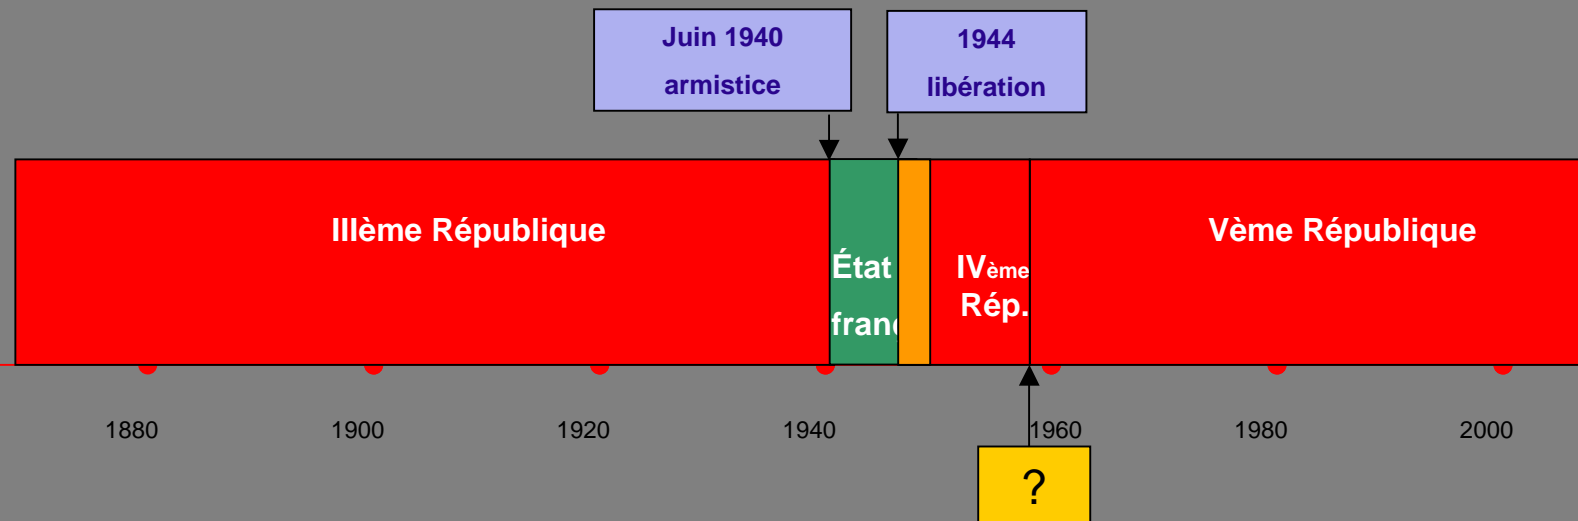 Juin 1940
armistice
1944
libération
IIIème République
État
franç
IVème
Rép.
Vème République
1880
1900
1920
1940
1960
1980
2000
?